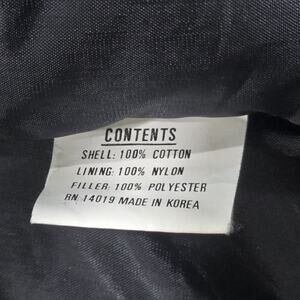 CONTENTS
SHELL: 100% COTTON
LINING: 100% NYLON
FILLER: 100% POLYESTER
RN 14019 MADE IN KOREA